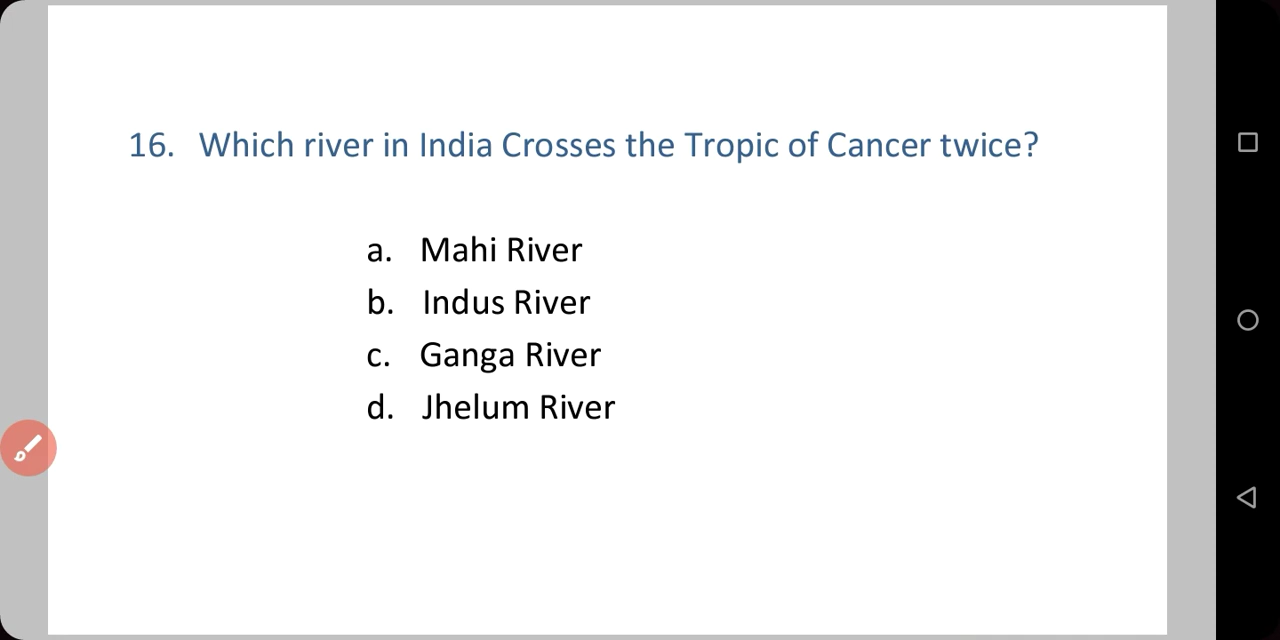 16. Which river in India Crosses the Tropic of Cancer twice?
a. Mahi River
b. Indus River
c. Ganga River
d. Jhelum River